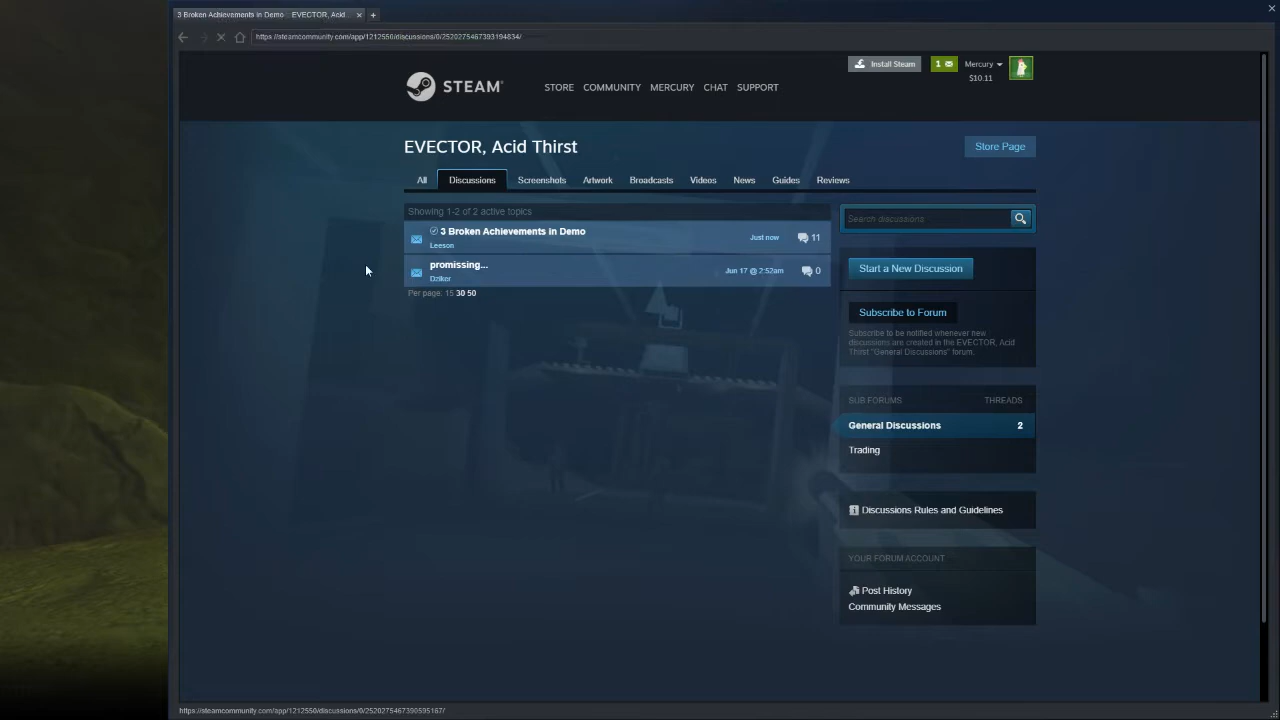 3 Broken Achievements in Demo :: EVECTOR, Acid...
https://steamcommunity.com/app/1212550/discussions/0/2520275467393194834/
Install Steam
1
Mercury
$10.11
STEAM
STORE COMMUNITY MERCURY CHAT SUPPORT
EVECTOR, Acid Thirst
Store Page
All Discussions Screenshots Artwork Broadcasts Videos News Guides Reviews
Showing 1-2 of 2 active topics
3 Broken Achievements in Demo
Leeson
Just now
11
promissing...
Dziker
Jun 17 @ 2:52am
0
Per page: 15 30 50
Search discussions
Start a New Discussion
Subscribe to Forum
Subscribe to be notified whenever new
discussions are created in the EVECTOR, Acid
Thirst "General Discussions" forum.
SUB FORUMS THREADS
General Discussions 2
Trading
Discussions Rules and Guidelines
YOUR FORUM ACCOUNT
Post History
Community Messages
https://steamcommunity.com/app/1212550/discussions/0/2520275467390595167/